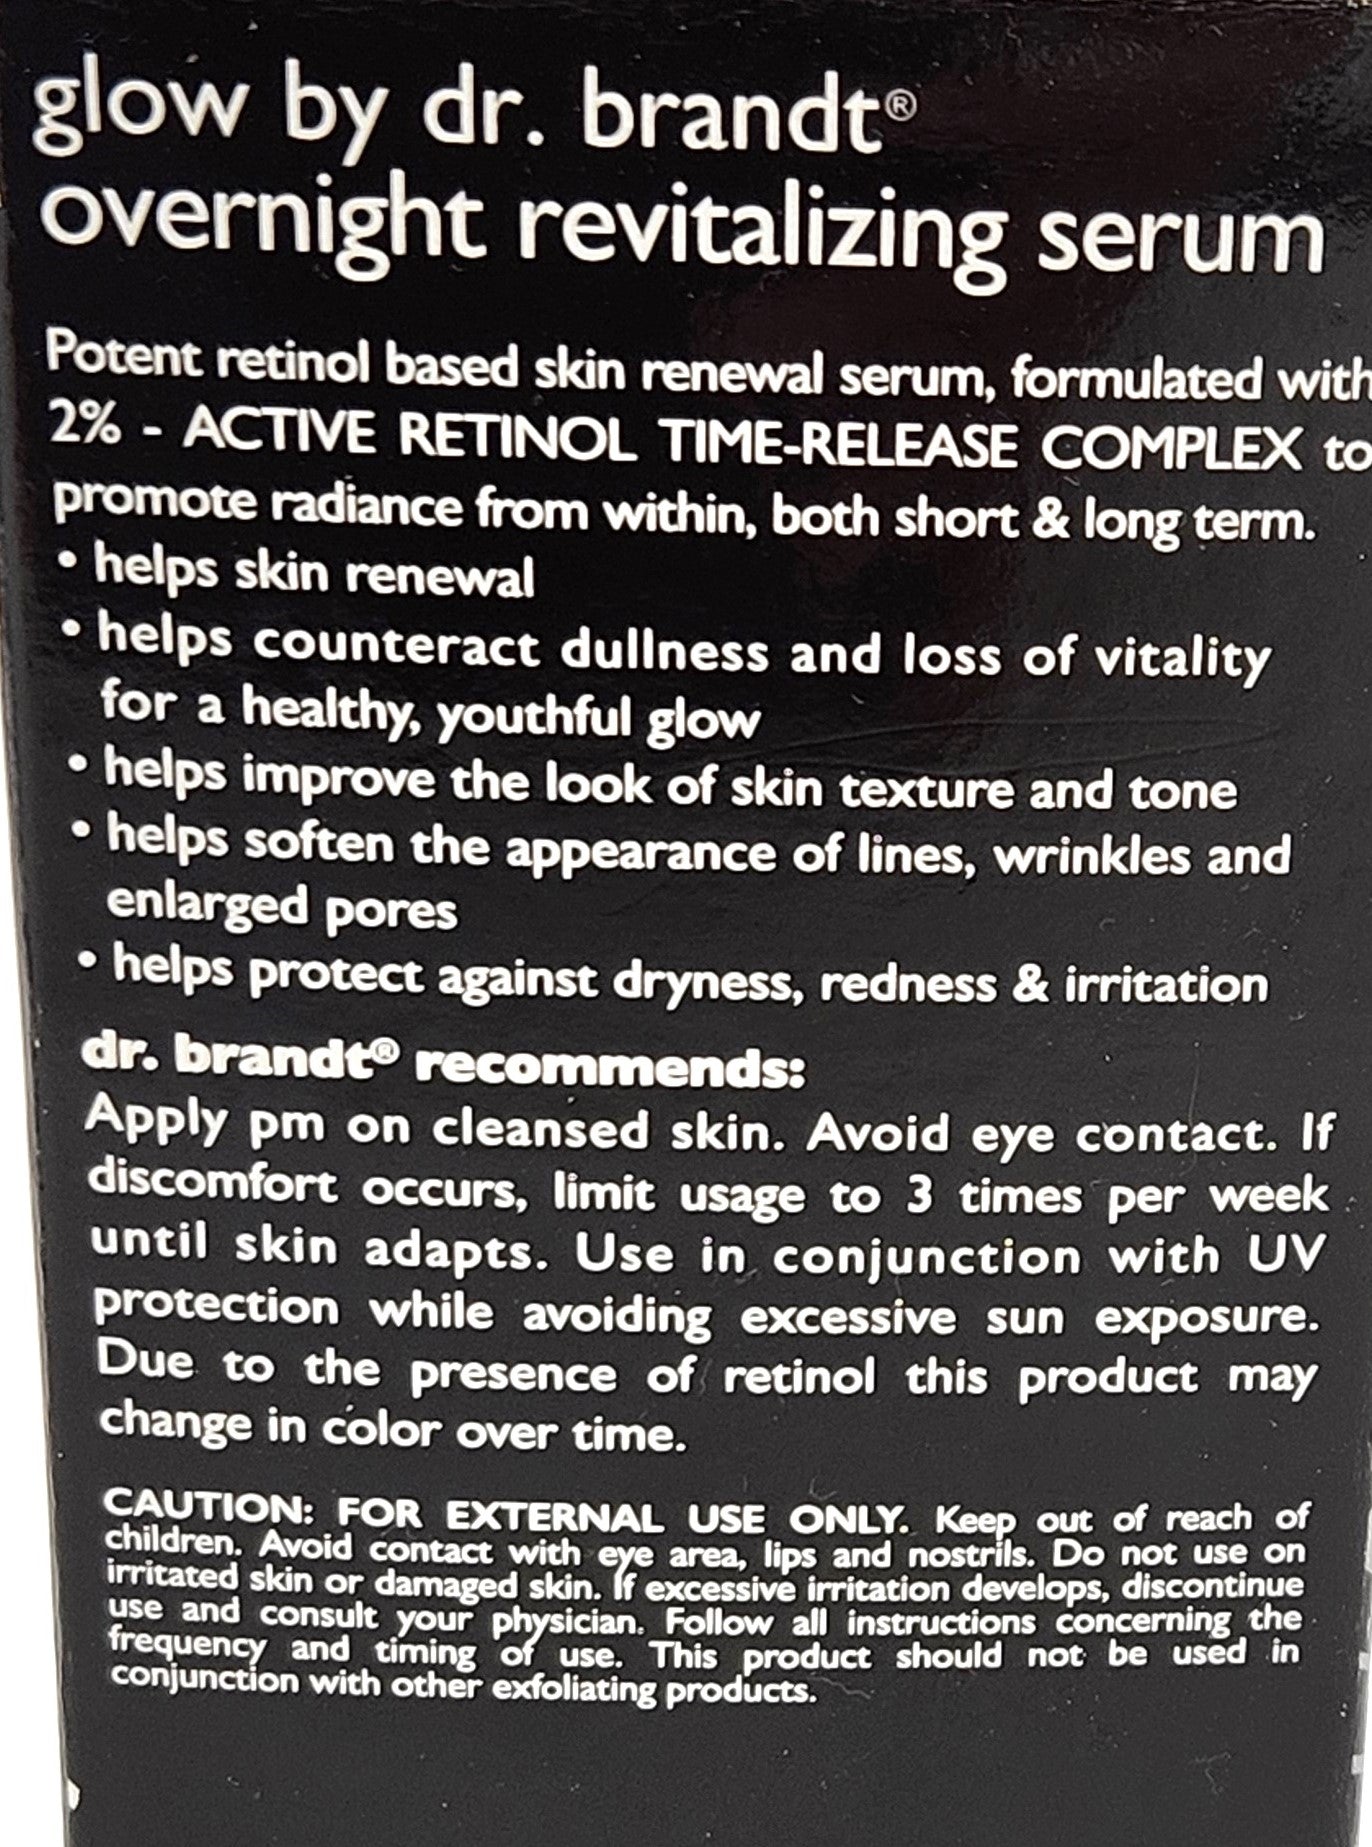 glow by dr. brandt®
overnight revitalizing serum
Potent retinol based skin renewal serum, formulated with
2% - ACTIVE RETINOL TIME-RELEASE COMPLEX to
promote radiance from within, both short & long term.
• helps skin renewal
• helps counteract dullness and loss of vitality
for a healthy, youthful glow
• helps improve the look of skin texture and tone
• helps soften the appearance of lines, wrinkles and
enlarged pores
• helps protect against dryness, redness & irritation
dr. brandt® recommends:
Apply pm on cleansed skin. Avoid eye contact. If
discomfort occurs, limit usage to 3 times per week
until skin adapts. Use in conjunction with UV
protection while avoiding excessive sun exposure.
Due to the presence of retinol this product may
change in color over time.
CAUTION: FOR EXTERNAL USE ONLY. Keep out of reach of
children. Avoid contact with eye area, lips and nostrils. Do not use on
irritated skin or damaged skin. If excessive irritation develops, discontinue
use and consult your physician. Follow all instructions concerning the
frequency and timing of use. This product should not be used in
conjunction with other exfoliating products.